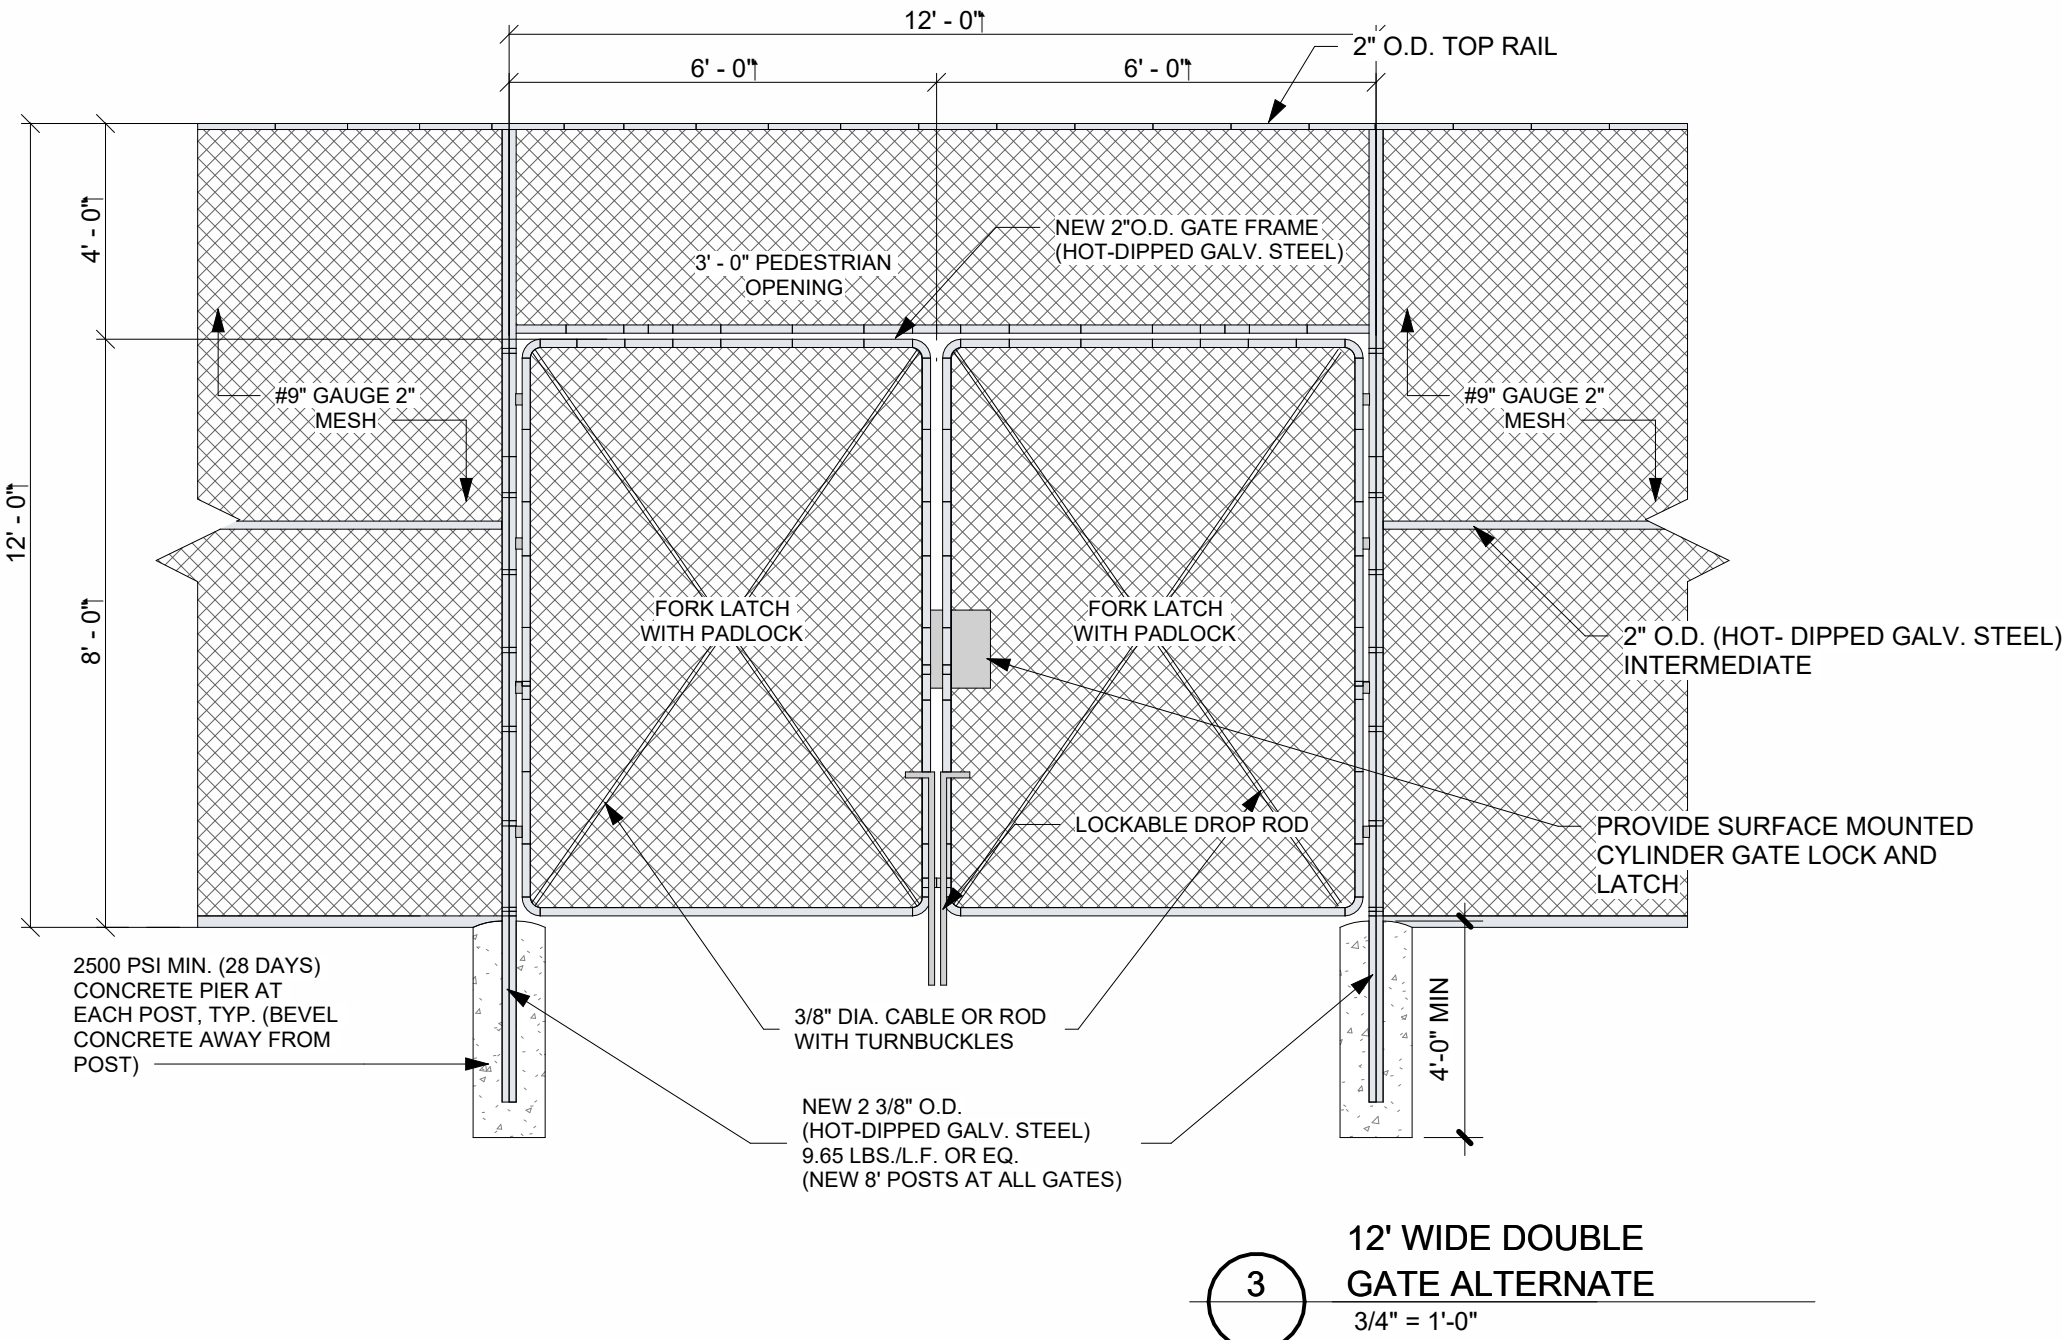 12' - 0"
2" O.D. TOP RAIL
6' - 0"
6' - 0"
4' - 0"
NEW 2"O.D. GATE FRAME
(HOT-DIPPED GALV. STEEL)
3' - 0" PEDESTRIAN
OPENING
#9" GAUGE 2"
MESH
#9" GAUGE 2"
MESH
12' - 0"
8' - 0"
FORK LATCH
WITH PADLOCK
FORK LATCH
WITH PADLOCK
2" O.D. (HOT- DIPPED GALV. STEEL)
INTERMEDIATE
LOCKABLE DROP ROD
PROVIDE SURFACE MOUNTED
CYLINDER GATE LOCK AND
LATCH
2500 PSI MIN. (28 DAYS)
CONCRETE PIER AT
EACH POST, TYP. (BEVEL
CONCRETE AWAY FROM
POST)
3/8" DIA. CABLE OR ROD
WITH TURNBUCKLES
4'-0" MIN
NEW 2 3/8" O.D.
(HOT-DIPPED GALV. STEEL)
9.65 LBS./L.F. OR EQ.
(NEW 8' POSTS AT ALL GATES)
3
12' WIDE DOUBLE
GATE ALTERNATE
3/4" = 1'-0"